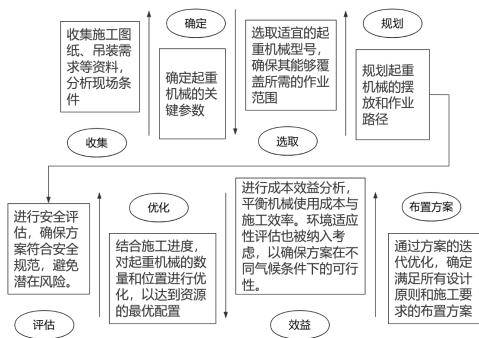 收集施工图
纸、吊装需
求等资料，
分析现场条
件
收集
确定
确定起重
机械的关
键参数
选取适宜的起
重机械型号，
确保其能够覆
盖所需的作业
范围
选取
规划
规划起重
机械的摆
放和作业
路径
进行安全评
估，确保方
案符合安全
规范，避免
潜在风险。
评估
优化
结合施工进度，
对起重机械的数
量和位置进行优
化，以达到资源
的最优配置
进行成本效益分析，
平衡机械使用成本与
施工效率。环境适应
性评估也被纳入考
虑，以确保方案在不
同气候条件下的可行
性。
效益
布置方案
通过方案的迭
代优化，确定
满足所有设计
原则和施工要
求的布置方案